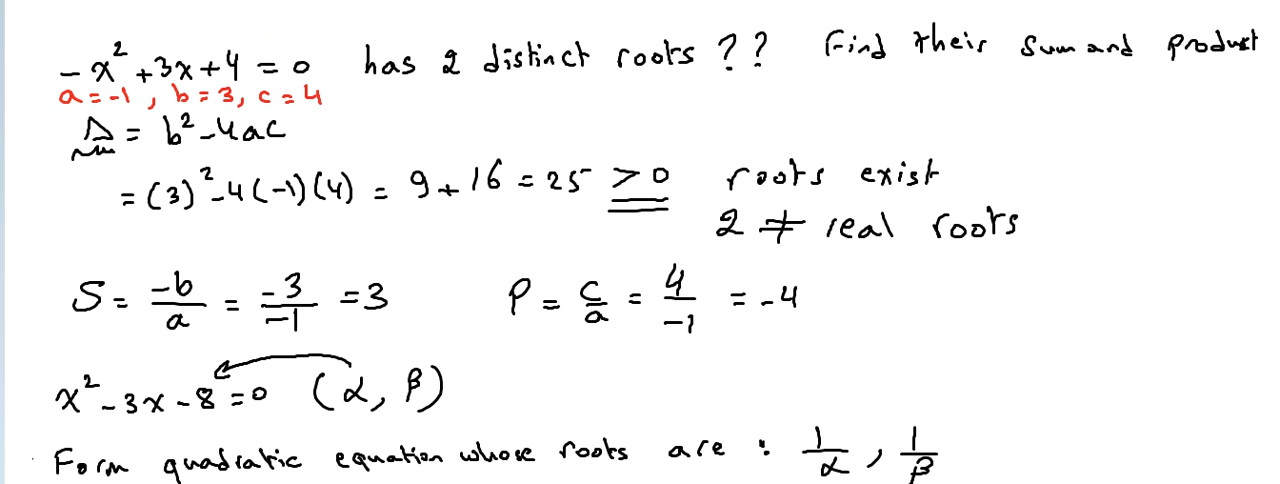 -x² + 3x + 4 = 0 has 2 distinct roots ?? Find their sum and product
a = -1, b = 3, c = 4
Δ = b² - 4ac
= (3)² - 4(-1)(4) = 9 + 16 = 25 > 0 roots exist
2 ≠ real roots
S = -b/a = -3/-1 = 3 P = c/a = 4/-1 = -4
x² - 3x - 8 = 0 (α, β)
Form quadratic equation whose roots are : 1/α, 1/β